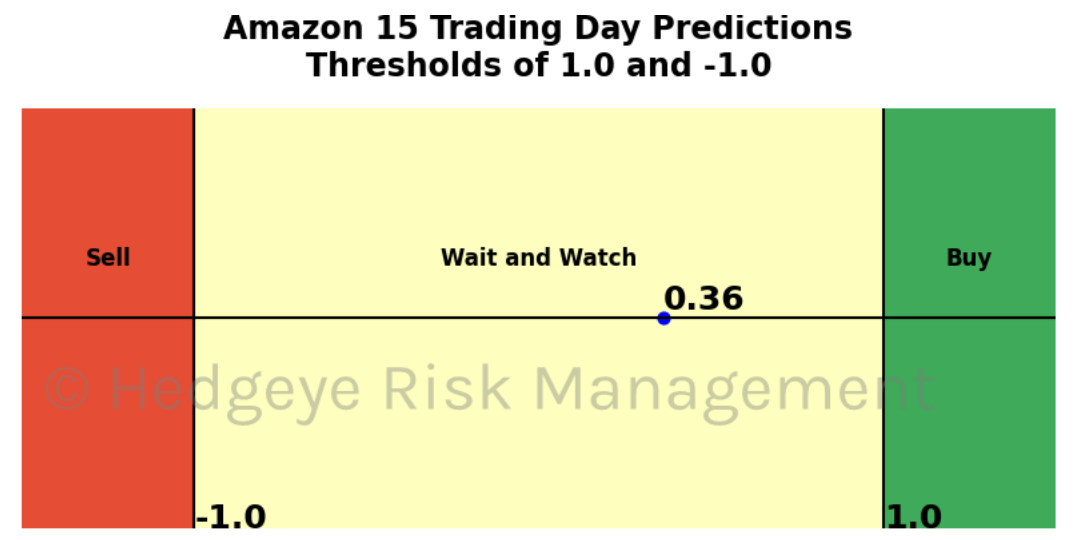 Amazon 15 Trading Day Predictions
Thresholds of 1.0 and -1.0
Sell
Wait and Watch
Buy
0.36
© Hedgeye Risk Management
-1.0
1.0